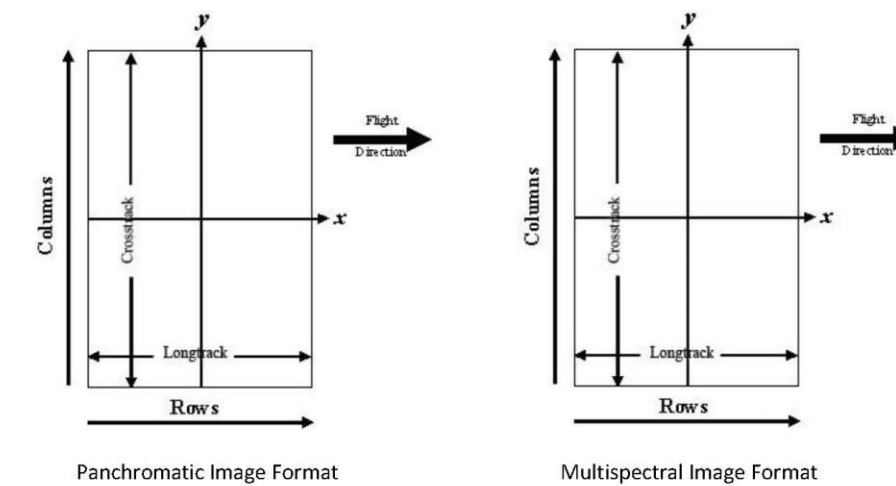 y
Flight
Direction
Columns
Crosstrack
x
Longtrack
Rows
Panchromatic Image Format
y
Flight
Direction
Columns
Crosstrack
x
Longtrack
Rows
Multispectral Image Format